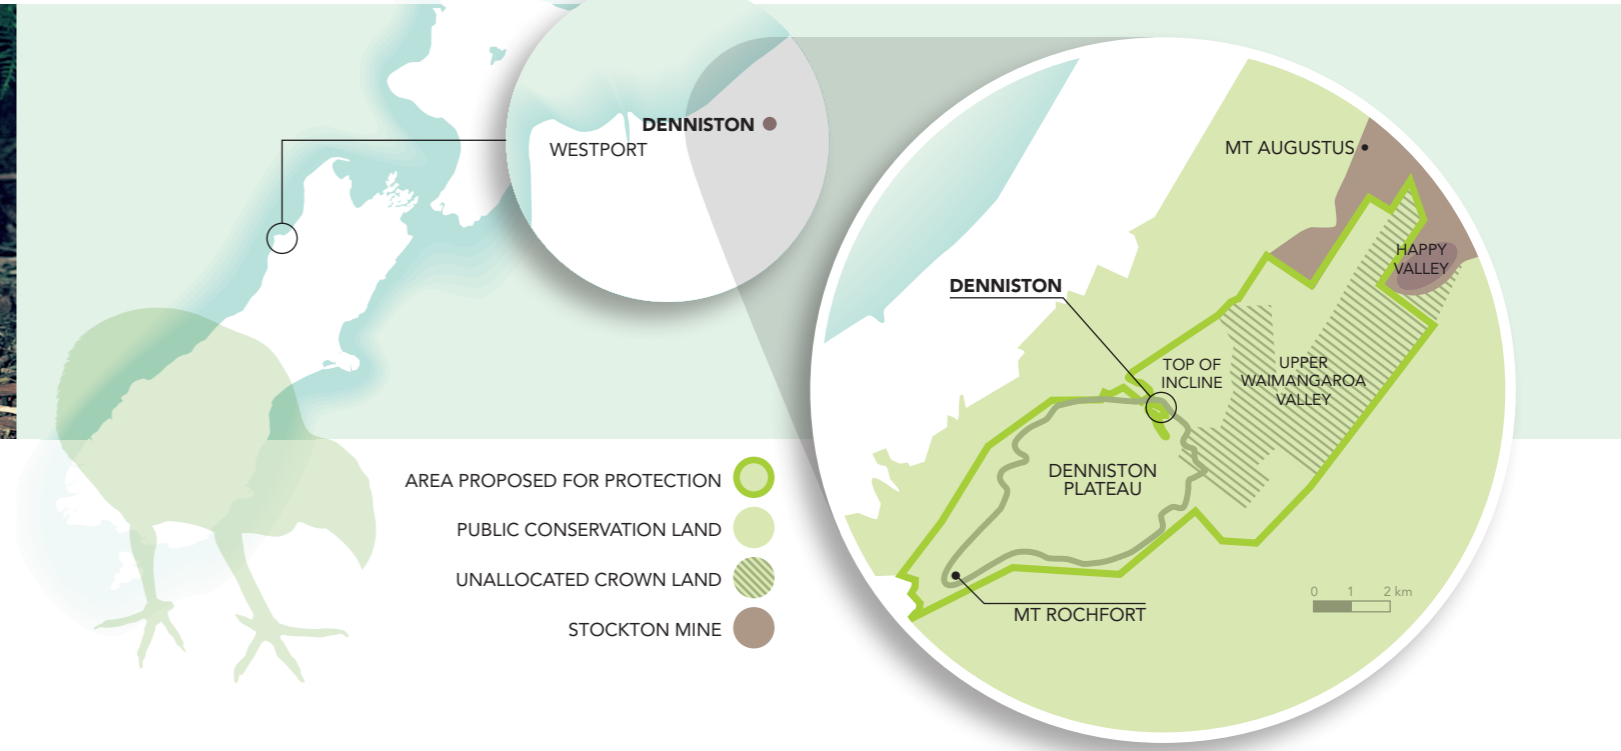 DENNISTON
WESTPORT
MT AUGUSTUS
HAPPY
VALLEY
DENNISTON
TOP OF
INCLINE
UPPER
WAIMANGAROA
VALLEY
DENNISTON
PLATEAU
MT ROCHFORT
0 1 2 km
AREA PROPOSED FOR PROTECTION
PUBLIC CONSERVATION LAND
UNALLOCATED CROWN LAND
STOCKTON MINE